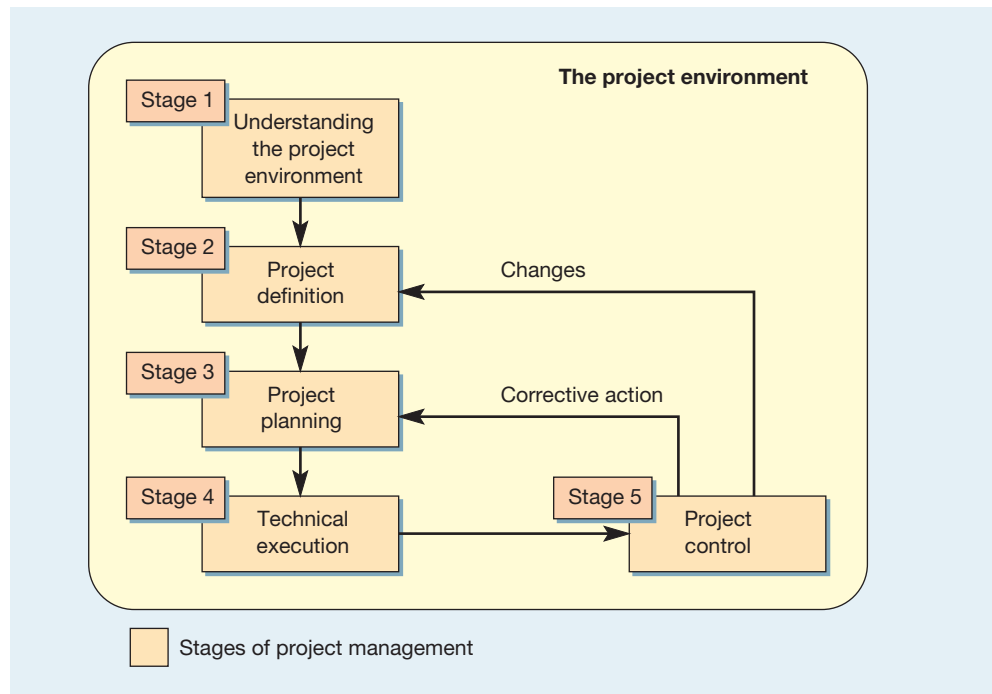 The project environment
Stage 1
Understanding
the project
environment
Stage 2
Project
definition
Changes
Stage 3
Project
planning
Corrective action
Stage 4
Technical
execution
Stage 5
Project
control
Stages of project management